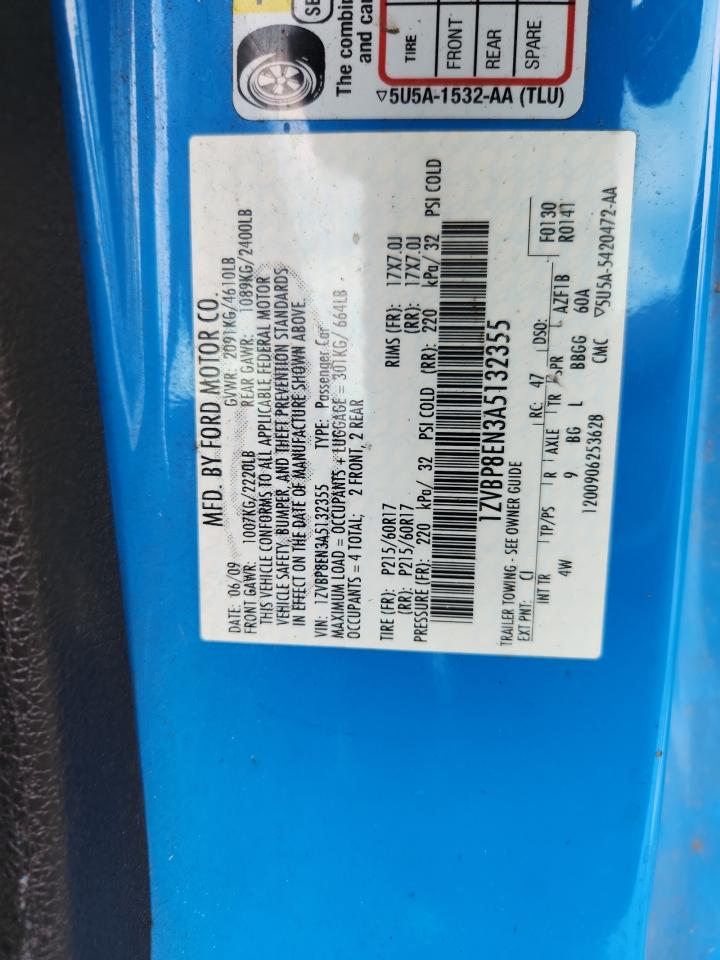 SE
The combin
and car
TIRE
FRONT
REAR
SPARE
▽5U5A-1532-AA (TLU)
MFD. BY FORD MOTOR CO.
DATE: 06/09 GVWR: 2091KG/4610LB
FRONT GAWR: 1007KG/2220LB REAR GAWR: 1089KG/2400LB
THIS VEHICLE CONFORMS TO ALL APPLICABLE FEDERAL MOTOR
VEHICLE SAFETY, BUMPER, AND THEFT PREVENTION STANDARDS
IN EFFECT ON THE DATE OF MANUFACTURE SHOWN ABOVE.
VIN: 1ZVBP8EN3A5132355 TYPE: Passenger Car
MAXIMUM LOAD = OCCUPANTS + LUGGAGE = 301KG/ 664LB
OCCUPANTS = 4 TOTAL; 2 FRONT, 2 REAR
TIRE (FR): P215/60R17 RIMS (FR): 17X7.0J
(RR): P215/60R17 (RR): 17X7.0J
PRESSURE (FR): 220 kPa/ 32 PSI COLD (RR): 220 kPa/ 32 PSI COLD
1ZVBP8EN3A5132355
TRAILER TOWING - SEE OWNER GUIDE
EXT PNT: CI RC: 47 DSO: F0130
INT TR TP/PS R AXLE TR SPR R0141
4W 9 BG L BBGG AZF1B
60A
120090625362B CMC ▽5U5A-5420472-AA